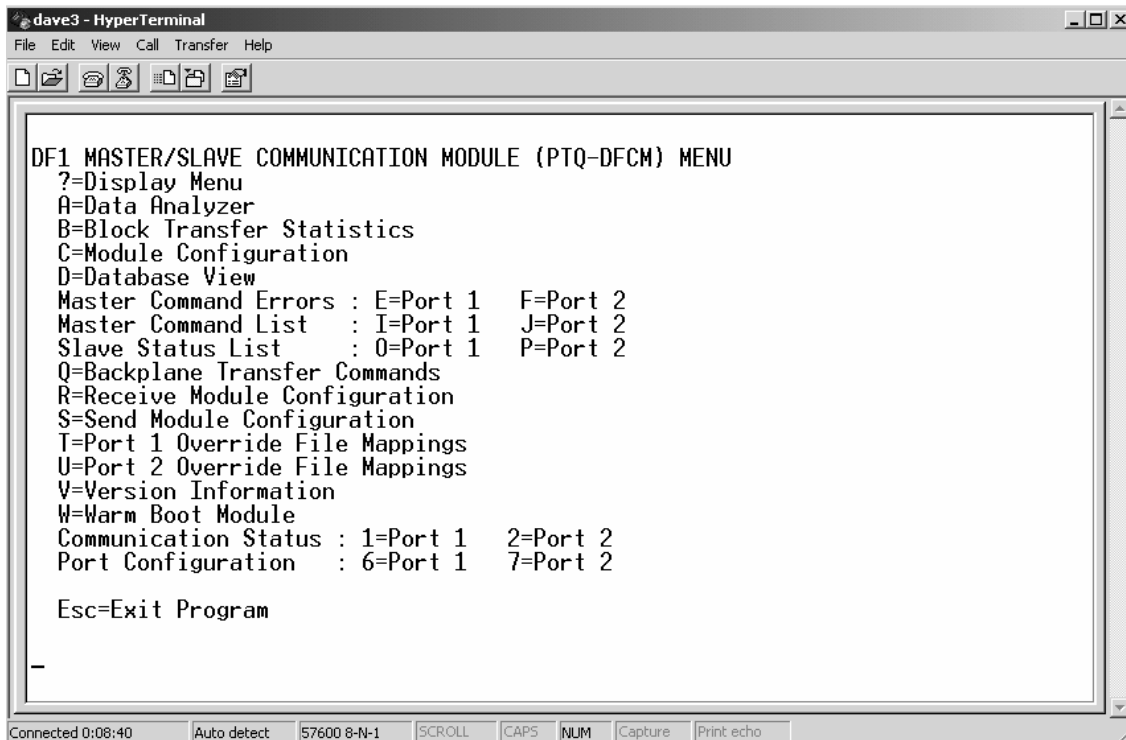 dave3 - HyperTerminal
File Edit View Call Transfer Help
DF1 MASTER/SLAVE COMMUNICATION MODULE (PTQ-DFCM) MENU
?=Display Menu
A=Data Analyzer
B=Block Transfer Statistics
C=Module Configuration
D=Database View
Master Command Errors : E=Port 1 F=Port 2
Master Command List : I=Port 1 J=Port 2
Slave Status List : O=Port 1 P=Port 2
Q=Backplane Transfer Commands
R=Receive Module Configuration
S=Send Module Configuration
T=Port 1 Override File Mappings
U=Port 2 Override File Mappings
V=Version Information
W=Warm Boot Module
Communication Status : 1=Port 1 2=Port 2
Port Configuration : 6=Port 1 7=Port 2
Esc=Exit Program
_
Connected 0:08:40 Auto detect 57600 8-N-1 SCROLL CAPS NUM Capture Print echo